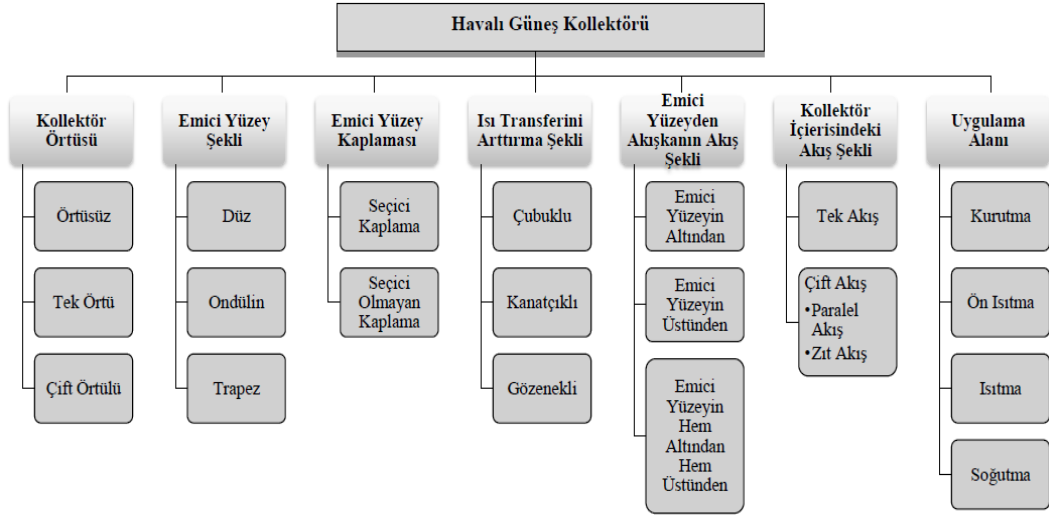 Havalı Güneş Kollektörü
Kollektör
Örtüsü
Örtüsüz
Tek Örtü
Çift Örtülü
Emici Yüzey
Şekli
Düz
Ondülin
Trapez
Emici Yüzey
Kaplaması
Seçici
Kaplama
Seçici
Olmayan
Kaplama
Isı Transferini
Arttırma Şekli
Çubuklu
Kanatçıklı
Gözenekli
Emici
Yüzeyden
Akışkanın Akış
Şekli
Emici
Yüzeyin
Altından
Emici
Yüzeyin
Üstünden
Emici
Yüzeyin
Hem
Altından
Hem
Üstünden
Kollektör
İçierisindeki
Akış Şekli
Tek Akış
Çift Akış
•Paralel
Akış
•Zıt Akış
Uygulama
Alanı
Kurutma
Ön Isıtma
Isıtma
Soğutma